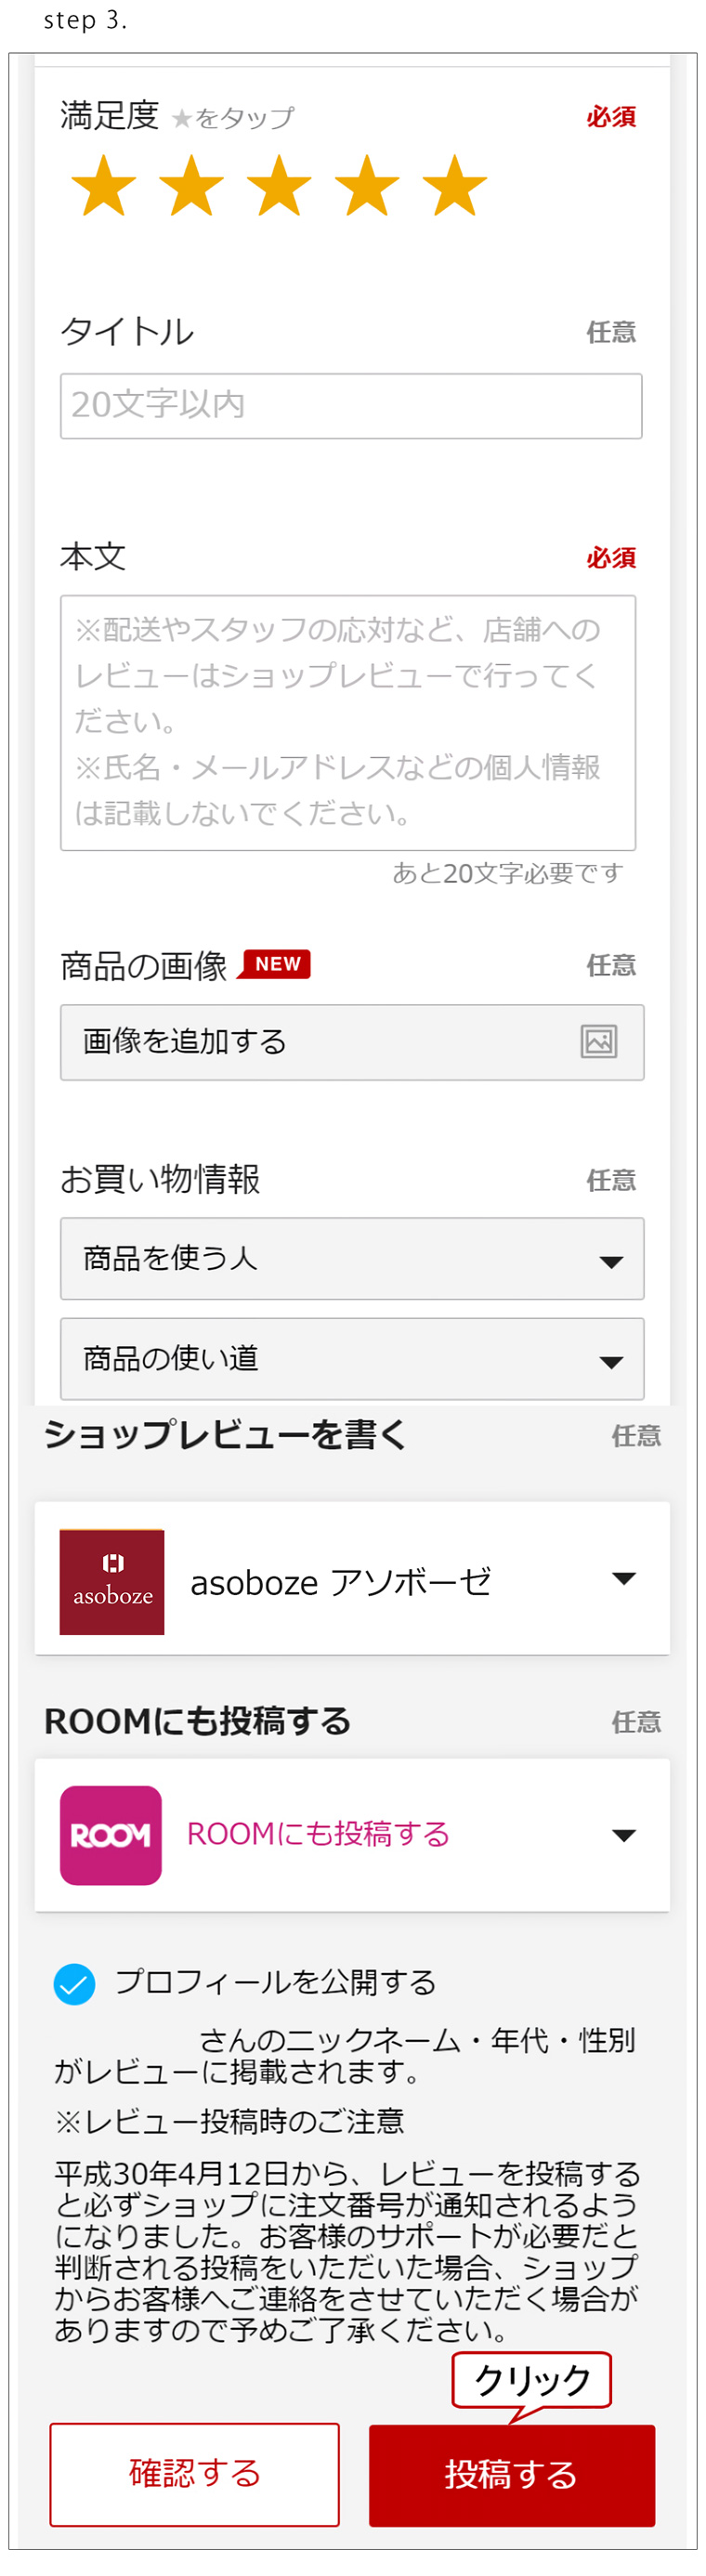 step 3.
満足度 ★をタップ 必須
★★★★★
タイトル 任意
20文字以内
本文 必須
※配送やスタッフの応対など、店舗への
レビューはショップレビューで行ってく
ださい。
※氏名・メールアドレスなどの個人情報
は記載しないでください。
あと20文字必要です
商品の画像 NEW 任意
画像を追加する
お買い物情報 任意
商品を使う人
商品の使い道
ショップレビューを書く 任意
asoboze
asoboze アソボーゼ
ROOMにも投稿する 任意
ROOM
ROOMにも投稿する
プロフィールを公開する
さんのニックネーム・年代・性別
がレビューに掲載されます。
※レビュー投稿時のご注意
平成30年4月12日から、レビューを投稿する
と必ずショップに注文番号が通知されるよう
になりました。お客様のサポートが必要だと
判断される投稿をいただいた場合、ショップ
からお客様へご連絡をさせていただく場合が
ありますので予めご了承ください。
クリック
確認する 投稿する